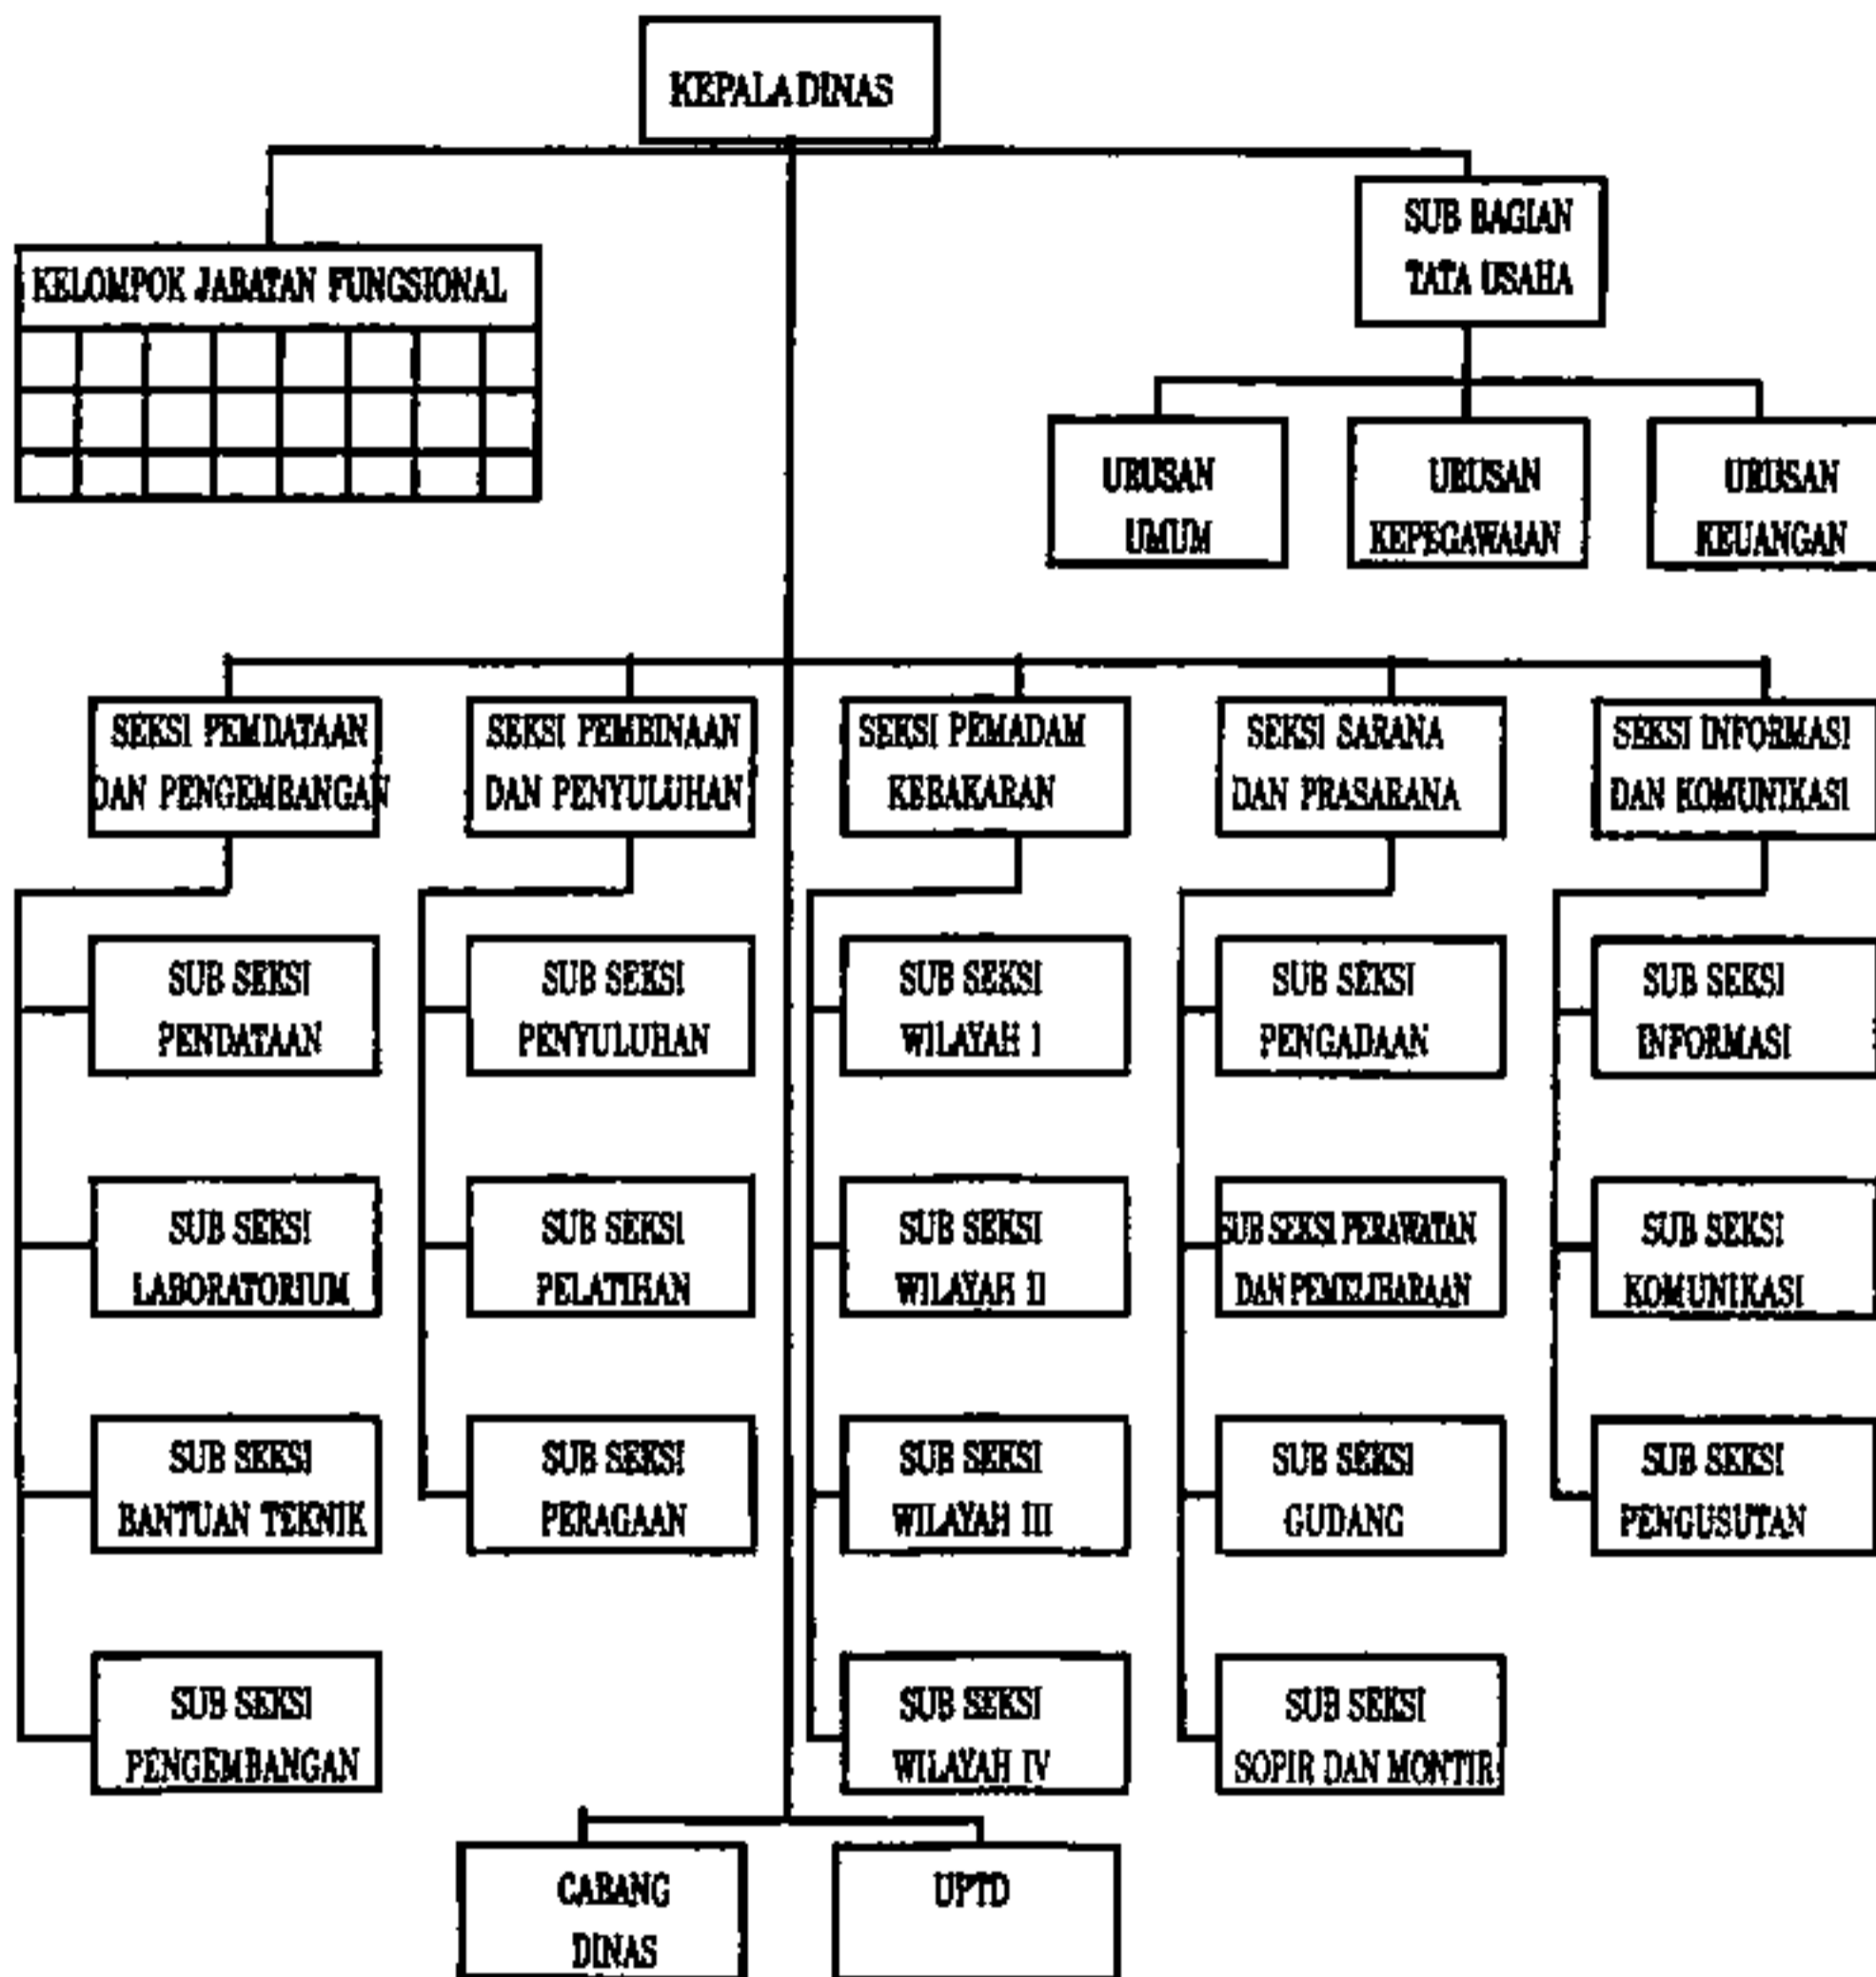 KEPALA DINAS
SUB BAGIAN
TATA USAHA
KELOMPOK JABATAN FUNGSIONAL
URUSAN
UMUM
URUSAN
KEPEGAWAIAN
URUSAN
KEUANGAN
SEKSI PEMDATAAN
DAN PENGEMBANGAN
SEKSI PEMBINAAN
DAN PENYULUHAN
SEKSI PEMADAM
KEBAKARAN
SEKSI SARANA
DAN PRASARANA
SEKSI INFORMASI
DAN KOMUNIKASI
SUB SEKSI
PENDATAAN
SUB SEKSI
PENYULUHAN
SUB SEKSI
WILAYAH I
SUB SEKSI
PENGADAAN
SUB SEKSI
INFORMASI
SUB SEKSI
LABORATORIUM
SUB SEKSI
PELATIHAN
SUB SEKSI
WILAYAH II
SUB SEKSI PERAWATAN
DAN PEMELIHARAAN
SUB SEKSI
KOMUNIKASI
SUB SEKSI
BANTUAN TEKNIK
SUB SEKSI
PERAGAAN
SUB SEKSI
WILAYAH III
SUB SEKSI
GUDANG
SUB SEKSI
PENGUSUTAN
SUB SEKSI
PENGEMBANGAN
SUB SEKSI
WILAYAH IV
SUB SEKSI
SOPIR DAN MONTIR
CABANG
DINAS
UPTD